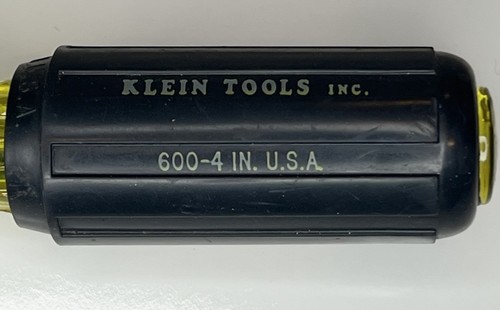 KLEIN TOOLS INC.
600-4 IN. U.S.A.